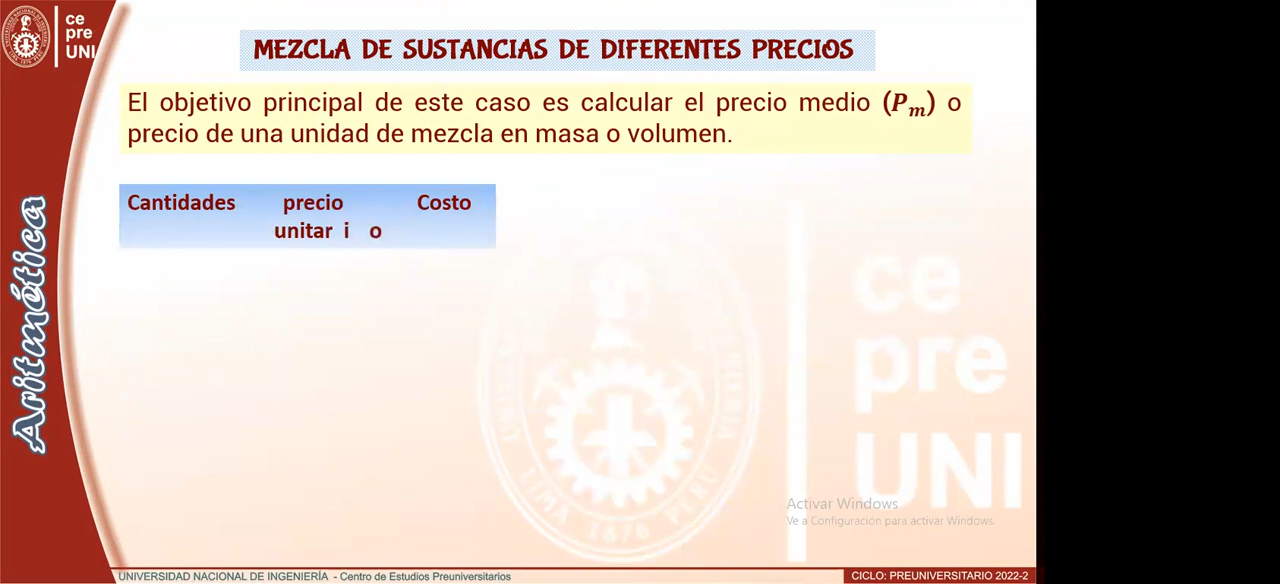 ce
pre
UNI
MEZCLA DE SUSTANCIAS DE DIFERENTES PRECIOS
El objetivo principal de este caso es calcular el precio medio (Pₘ) o
precio de una unidad de mezcla en masa o volumen.
Cantidades precio Costo
unitar i o
Aritmética
ce
pre
UNI
LIMA 1876 PERU
Activar Windows
Ve a Configuración para activar Windows.
UNIVERSIDAD NACIONAL DE INGENIERÍA - Centro de Estudios Preuniversitarios
CICLO: PREUNIVERSITARIO 2022-2